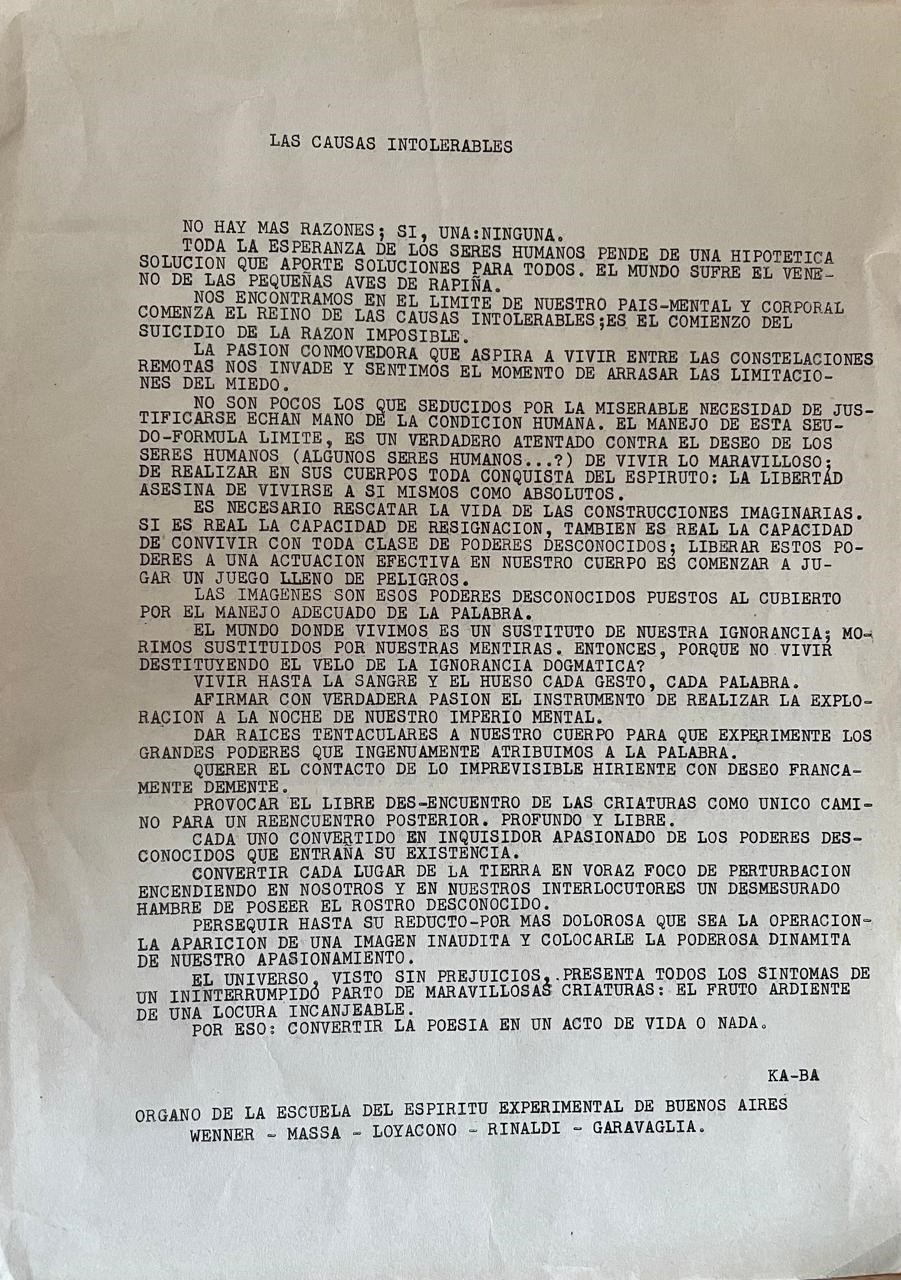 LAS CAUSAS INTOLERABLES
NO HAY MAS RAZONES; SI, UNA:NINGUNA.
TODA LA ESPERANZA DE LOS SERES HUMANOS PENDE DE UNA HIPOTETICA
SOLUCION QUE APORTE SOLUCIONES PARA TODOS. EL MUNDO SUFRE EL VENE-
NO DE LAS PEQUEÑAS AVES DE RAPIÑA.
NOS ENCONTRAMOS EN EL LIMITE DE NUESTRO PAIS-MENTAL Y CORPORAL
COMENZA EL REINO DE LAS CAUSAS INTOLERABLES;ES EL COMIENZO DEL
SUICIDIO DE LA RAZON IMPOSIBLE.
LA PASION CONMOVEDORA QUE ASPIRA A VIVIR ENTRE LAS CONSTELACIONES
REMOTAS NOS INVADE Y SENTIMOS EL MOMENTO DE ARRASAR LAS LIMITACIO-
NES DEL MIEDO.
NO SON POCOS LOS QUE SEDUCIDOS POR LA MISERABLE NECESIDAD DE JUS-
TIFICARSE ECHAN MANO DE LA CONDICION HUMANA. EL MANEJO DE ESTA SEU-
DO-FORMULA LIMITE, ES UN VERDADERO ATENTADO CONTRA EL DESEO DE LOS
SERES HUMANOS (ALGUNOS SERES HUMANOS...?) DE VIVIR LO MARAVILLOSO;
DE REALIZAR EN SUS CUERPOS TODA CONQUISTA DEL ESPIRUTO: LA LIBERTAD
ASESINA DE VIVIRSE A SI MISMOS COMO ABSOLUTOS.
ES NECESARIO RESCATAR LA VIDA DE LAS CONSTRUCCIONES IMAGINARIAS.
SI ES REAL LA CAPACIDAD DE RESIGNACION, TAMBIEN ES REAL LA CAPACIDAD
DE CONVIVIR CON TODA CLASE DE PODERES DESCONOCIDOS; LIBERAR ESTOS PO-
DERES A UNA ACTUACION EFECTIVA EN NUESTRO CUERPO ES COMENZAR A JU-
GAR UN JUEGO LLENO DE PELIGROS.
LAS IMAGENES SON ESOS PODERES DESCONOCIDOS PUESTOS AL CUBIERTO
POR EL MANEJO ADECUADO DE LA PALABRA.
EL MUNDO DONDE VIVIMOS ES UN SUSTITUTO DE NUESTRA IGNORANCIA; MO-
RIMOS SUSTITUIDOS POR NUESTRAS MENTIRAS. ENTONCES, PORQUE NO VIVIR
DESTITUYENDO EL VELO DE LA IGNORANCIA DOGMATICA?
VIVIR HASTA LA SANGRE Y EL HUESO CADA GESTO, CADA PALABRA.
AFIRMAR CON VERDADERA PASION EL INSTRUMENTO DE REALIZAR LA EXPLO-
RACION A LA NOCHE DE NUESTRO IMPERIO MENTAL.
DAR RAICES TENTACULARES A NUESTRO CUERPO PARA QUE EXPERIMENTE LOS
GRANDES PODERES QUE INGENUAMENTE ATRIBUIMOS A LA PALABRA.
QUERER EL CONTACTO DE LO IMPREVISIBLE HIRIENTE CON DESEO FRANCA-
MENTE DEMENTE.
PROVOCAR EL LIBRE DES-ENCUENTRO DE LAS CRIATURAS COMO UNICO CAMI-
NO PARA UN REENCUENTRO POSTERIOR. PROFUNDO Y LIBRE.
CADA UNO CONVERTIDO EN INQUISIDOR APASIONADO DE LOS PODERES DES-
CONOCIDOS QUE ENTRAÑA SU EXISTENCIA.
CONVERTIR CADA LUGAR DE LA TIERRA EN VORAZ FOCO DE PERTURBACION
ENCENDIENDO EN NOSOTROS Y EN NUESTROS INTERLOCUTORES UN DESMESURADO
HAMBRE DE POSEER EL ROSTRO DESCONOCIDO.
PERSEQUIR HASTA SU REDUCTO-POR MAS DOLOROSA QUE SEA LA OPERACION-
LA APARICION DE UNA IMAGEN INAUDITA Y COLOCARLE LA PODEROSA DINAMITA
DE NUESTRO APASIONAMIENTO.
EL UNIVERSO, VISTO SIN PREJUICIOS, PRESENTA TODOS LOS SINTOMAS DE
UN ININTERRUMPIDO PARTO DE MARAVILLOSAS CRIATURAS: EL FRUTO ARDIENTE
DE UNA LOCURA INCANJEABLE.
POR ESO: CONVERTIR LA POESIA EN UN ACTO DE VIDA O NADA.
KA-BA
ORGANO DE LA ESCUELA DEL ESPIRITU EXPERIMENTAL DE BUENOS AIRES
WENNER - MASSA - LOYACONO - RINALDI - GARAVAGLIA.